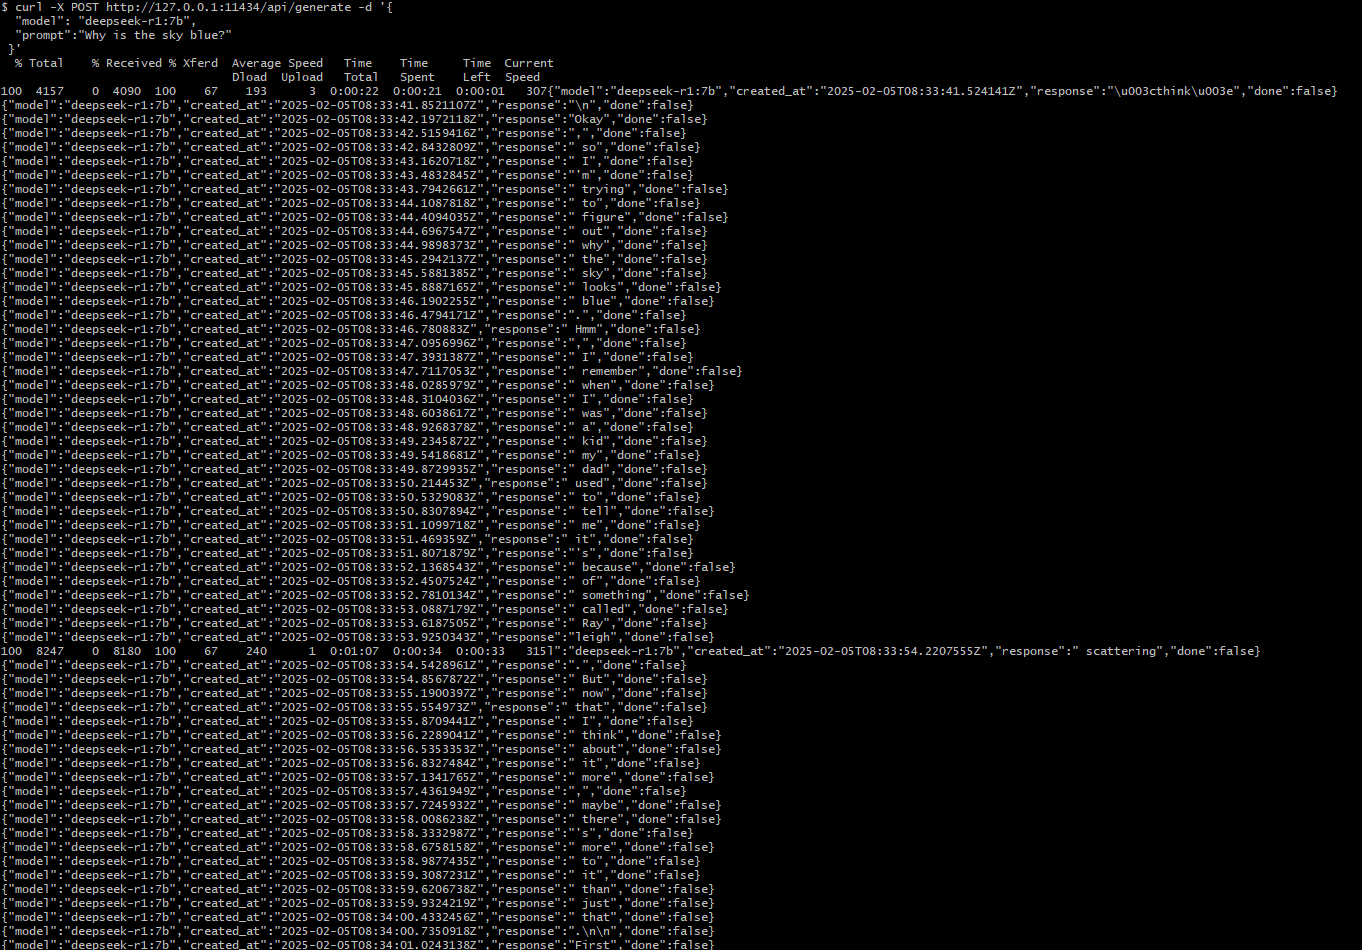 $ curl -X POST http://127.0.0.1:11434/api/generate -d '{
  "model": "deepseek-r1:7b",
  "prompt":"Why is the sky blue?"
 }'
  % Total    % Received % Xferd  Average Speed   Time    Time     Time  Current
                                 Dload  Upload   Total   Spent    Left  Speed
100  4157    0  4090  100    67    193      3  0:00:22  0:00:21  0:00:01   307{"model":"deepseek-r1:7b","created_at":"2025-02-05T08:33:41.524141Z","response":"\u003cthink\u003e","done":false}
{"model":"deepseek-r1:7b","created_at":"2025-02-05T08:33:41.8521107Z","response":"\n","done":false}
{"model":"deepseek-r1:7b","created_at":"2025-02-05T08:33:42.1972118Z","response":"Okay","done":false}
{"model":"deepseek-r1:7b","created_at":"2025-02-05T08:33:42.5159416Z","response":",","done":false}
{"model":"deepseek-r1:7b","created_at":"2025-02-05T08:33:42.8432809Z","response":" so","done":false}
{"model":"deepseek-r1:7b","created_at":"2025-02-05T08:33:43.1620718Z","response":" I","done":false}
{"model":"deepseek-r1:7b","created_at":"2025-02-05T08:33:43.4832845Z","response":"'m","done":false}
{"model":"deepseek-r1:7b","created_at":"2025-02-05T08:33:43.7942661Z","response":" trying","done":false}
{"model":"deepseek-r1:7b","created_at":"2025-02-05T08:33:44.1087818Z","response":" to","done":false}
{"model":"deepseek-r1:7b","created_at":"2025-02-05T08:33:44.4094035Z","response":" figure","done":false}
{"model":"deepseek-r1:7b","created_at":"2025-02-05T08:33:44.6967547Z","response":" out","done":false}
{"model":"deepseek-r1:7b","created_at":"2025-02-05T08:33:44.9898373Z","response":" why","done":false}
{"model":"deepseek-r1:7b","created_at":"2025-02-05T08:33:45.2942137Z","response":" the","done":false}
{"model":"deepseek-r1:7b","created_at":"2025-02-05T08:33:45.5881385Z","response":" sky","done":false}
{"model":"deepseek-r1:7b","created_at":"2025-02-05T08:33:45.8887165Z","response":" looks","done":false}
{"model":"deepseek-r1:7b","created_at":"2025-02-05T08:33:46.1902255Z","response":" blue","done":false}
{"model":"deepseek-r1:7b","created_at":"2025-02-05T08:33:46.4794171Z","response":".","done":false}
{"model":"deepseek-r1:7b","created_at":"2025-02-05T08:33:46.780883Z","response":" Hmm","done":false}
{"model":"deepseek-r1:7b","created_at":"2025-02-05T08:33:47.0956996Z","response":",","done":false}
{"model":"deepseek-r1:7b","created_at":"2025-02-05T08:33:47.3931387Z","response":" I","done":false}
{"model":"deepseek-r1:7b","created_at":"2025-02-05T08:33:47.7117053Z","response":" remember","done":false}
{"model":"deepseek-r1:7b","created_at":"2025-02-05T08:33:48.0285979Z","response":" when","done":false}
{"model":"deepseek-r1:7b","created_at":"2025-02-05T08:33:48.3104036Z","response":" I","done":false}
{"model":"deepseek-r1:7b","created_at":"2025-02-05T08:33:48.6038617Z","response":" was","done":false}
{"model":"deepseek-r1:7b","created_at":"2025-02-05T08:33:48.9268378Z","response":" a","done":false}
{"model":"deepseek-r1:7b","created_at":"2025-02-05T08:33:49.2345872Z","response":" kid","done":false}
{"model":"deepseek-r1:7b","created_at":"2025-02-05T08:33:49.5418681Z","response":" my","done":false}
{"model":"deepseek-r1:7b","created_at":"2025-02-05T08:33:49.8729935Z","response":" dad","done":false}
{"model":"deepseek-r1:7b","created_at":"2025-02-05T08:33:50.214453Z","response":" used","done":false}
{"model":"deepseek-r1:7b","created_at":"2025-02-05T08:33:50.5329083Z","response":" to","done":false}
{"model":"deepseek-r1:7b","created_at":"2025-02-05T08:33:50.8307894Z","response":" tell","done":false}
{"model":"deepseek-r1:7b","created_at":"2025-02-05T08:33:51.1099718Z","response":" me","done":false}
{"model":"deepseek-r1:7b","created_at":"2025-02-05T08:33:51.469359Z","response":" it","done":false}
{"model":"deepseek-r1:7b","created_at":"2025-02-05T08:33:51.8071879Z","response":"'s","done":false}
{"model":"deepseek-r1:7b","created_at":"2025-02-05T08:33:52.1368543Z","response":" because","done":false}
{"model":"deepseek-r1:7b","created_at":"2025-02-05T08:33:52.4507524Z","response":" of","done":false}
{"model":"deepseek-r1:7b","created_at":"2025-02-05T08:33:52.7810134Z","response":" something","done":false}
{"model":"deepseek-r1:7b","created_at":"2025-02-05T08:33:53.0887179Z","response":" called","done":false}
{"model":"deepseek-r1:7b","created_at":"2025-02-05T08:33:53.6187505Z","response":" Ray","done":false}
{"model":"deepseek-r1:7b","created_at":"2025-02-05T08:33:53.9250343Z","response":"leigh","done":false}
100  8247    0  8180  100    67    240      1  0:01:07  0:00:34  0:00:33   315l":"deepseek-r1:7b","created_at":"2025-02-05T08:33:54.2207555Z","response":" scattering","done":false}
{"model":"deepseek-r1:7b","created_at":"2025-02-05T08:33:54.5428961Z","response":".","done":false}
{"model":"deepseek-r1:7b","created_at":"2025-02-05T08:33:54.8567872Z","response":" But","done":false}
{"model":"deepseek-r1:7b","created_at":"2025-02-05T08:33:55.1900397Z","response":" now","done":false}
{"model":"deepseek-r1:7b","created_at":"2025-02-05T08:33:55.554973Z","response":" that","done":false}
{"model":"deepseek-r1:7b","created_at":"2025-02-05T08:33:55.8709441Z","response":" I","done":false}
{"model":"deepseek-r1:7b","created_at":"2025-02-05T08:33:56.2289041Z","response":" think","done":false}
{"model":"deepseek-r1:7b","created_at":"2025-02-05T08:33:56.5353353Z","response":" about","done":false}
{"model":"deepseek-r1:7b","created_at":"2025-02-05T08:33:56.8327484Z","response":" it","done":false}
{"model":"deepseek-r1:7b","created_at":"2025-02-05T08:33:57.1341765Z","response":" more","done":false}
{"model":"deepseek-r1:7b","created_at":"2025-02-05T08:33:57.4361949Z","response":",","done":false}
{"model":"deepseek-r1:7b","created_at":"2025-02-05T08:33:57.7245932Z","response":" maybe","done":false}
{"model":"deepseek-r1:7b","created_at":"2025-02-05T08:33:58.0086238Z","response":" there","done":false}
{"model":"deepseek-r1:7b","created_at":"2025-02-05T08:33:58.3332987Z","response":"'s","done":false}
{"model":"deepseek-r1:7b","created_at":"2025-02-05T08:33:58.6758158Z","response":" more","done":false}
{"model":"deepseek-r1:7b","created_at":"2025-02-05T08:33:58.9877435Z","response":" to","done":false}
{"model":"deepseek-r1:7b","created_at":"2025-02-05T08:33:59.3087231Z","response":" it","done":false}
{"model":"deepseek-r1:7b","created_at":"2025-02-05T08:33:59.6206738Z","response":" than","done":false}
{"model":"deepseek-r1:7b","created_at":"2025-02-05T08:33:59.9324219Z","response":" just","done":false}
{"model":"deepseek-r1:7b","created_at":"2025-02-05T08:34:00.4332456Z","response":" that","done":false}
{"model":"deepseek-r1:7b","created_at":"2025-02-05T08:34:00.7350918Z","response":".\n\n","done":false}
{"model":"deepseek-r1:7b","created_at":"2025-02-05T08:34:01.0243138Z","response":"First","done":false}